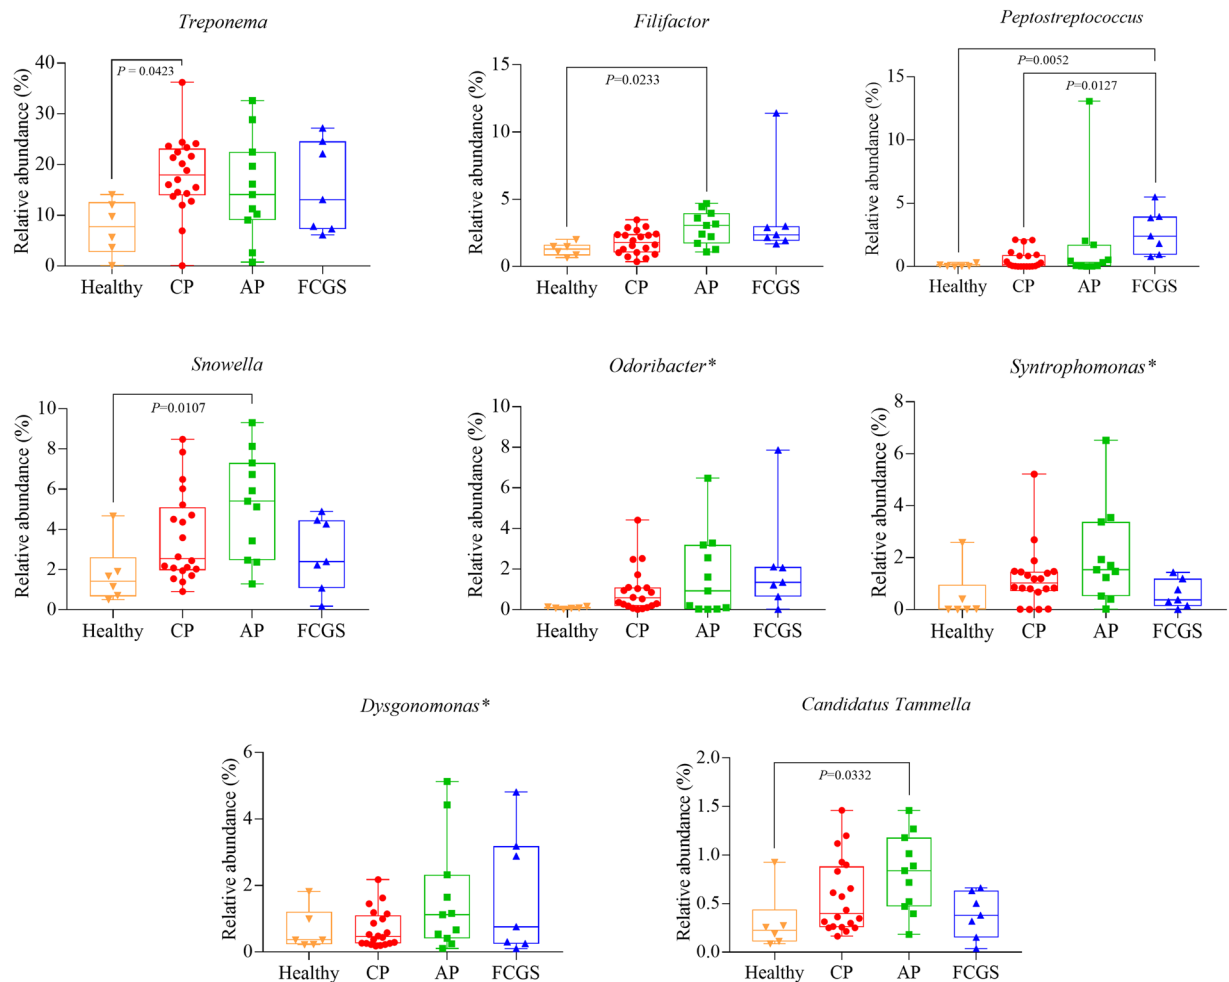 Treponema
Relative abundance (%)
40
30
20
10
0
P = 0.0423
Healthy CP AP FCGS
Filifactor
Relative abundance (%)
15
10
5
0
P=0.0233
Healthy CP AP FCGS
Peptostreptococcus
Relative abundance (%)
15
10
5
0
P=0.0052
P=0.0127
Healthy CP AP FCGS
Snowella
Relative abundance (%)
10
8
6
4
2
0
P=0.0107
Healthy CP AP FCGS
Odoribacter*
Relative abundance (%)
10
8
6
4
2
0
Healthy CP AP FCGS
Syntrophomonas*
Relative abundance (%)
8
6
4
2
0
Healthy CP AP FCGS
Dysgonomonas*
Relative abundance (%)
6
4
2
0
Healthy CP AP FCGS
Candidatus Tammella
Relative abundance (%)
2.0
1.5
1.0
0.5
0.0
P=0.0332
Healthy CP AP FCGS